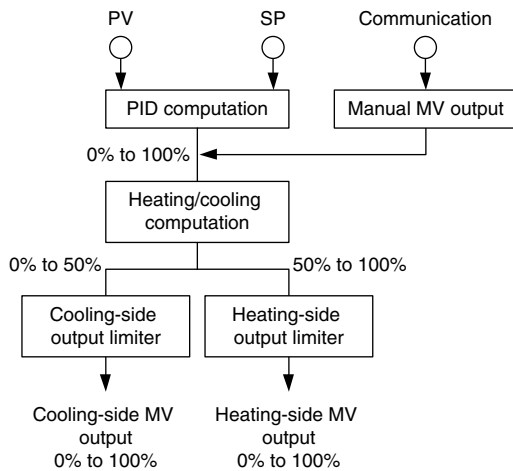 PV
SP
Communication
PID computation
Manual MV output
0% to 100%
Heating/cooling
computation
0% to 50%
50% to 100%
Cooling-side
output limiter
Heating-side
output limiter
Cooling-side MV
output
0% to 100%
Heating-side MV
output
0% to 100%